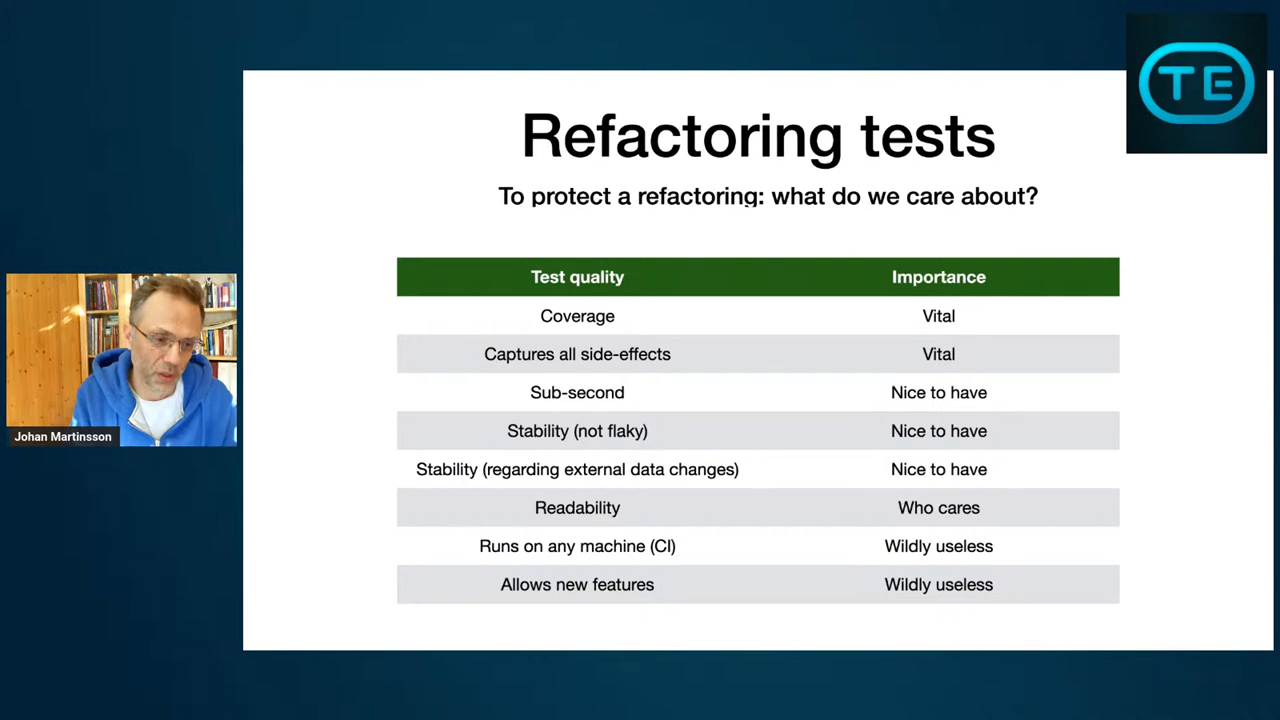 TE
Refactoring tests
To protect a refactoring: what do we care about?
Test quality Importance
Coverage Vital
Captures all side-effects Vital
Sub-second Nice to have
Stability (not flaky) Nice to have
Stability (regarding external data changes) Nice to have
Readability Who cares
Runs on any machine (CI) Wildly useless
Allows new features Wildly useless
Johan Martinsson